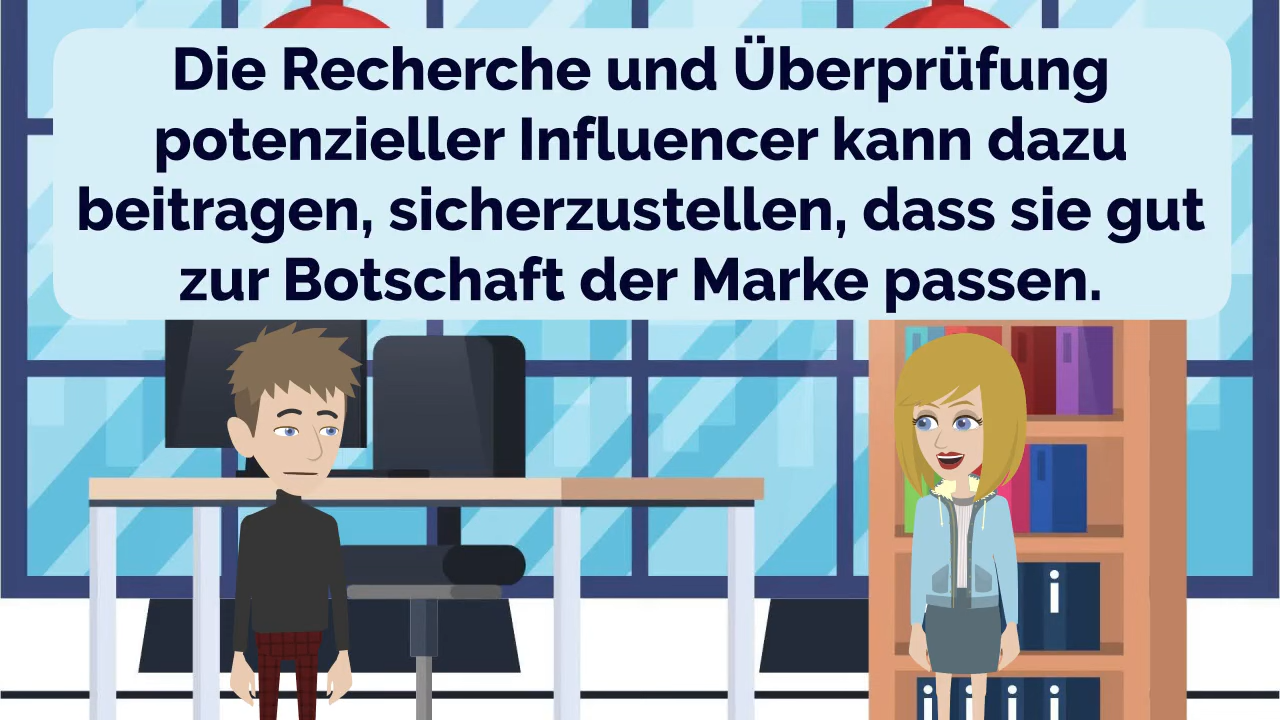 Die Recherche und Überprüfung
potenzieller Influencer kann dazu
beitragen, sicherzustellen, dass sie gut
zur Botschaft der Marke passen.